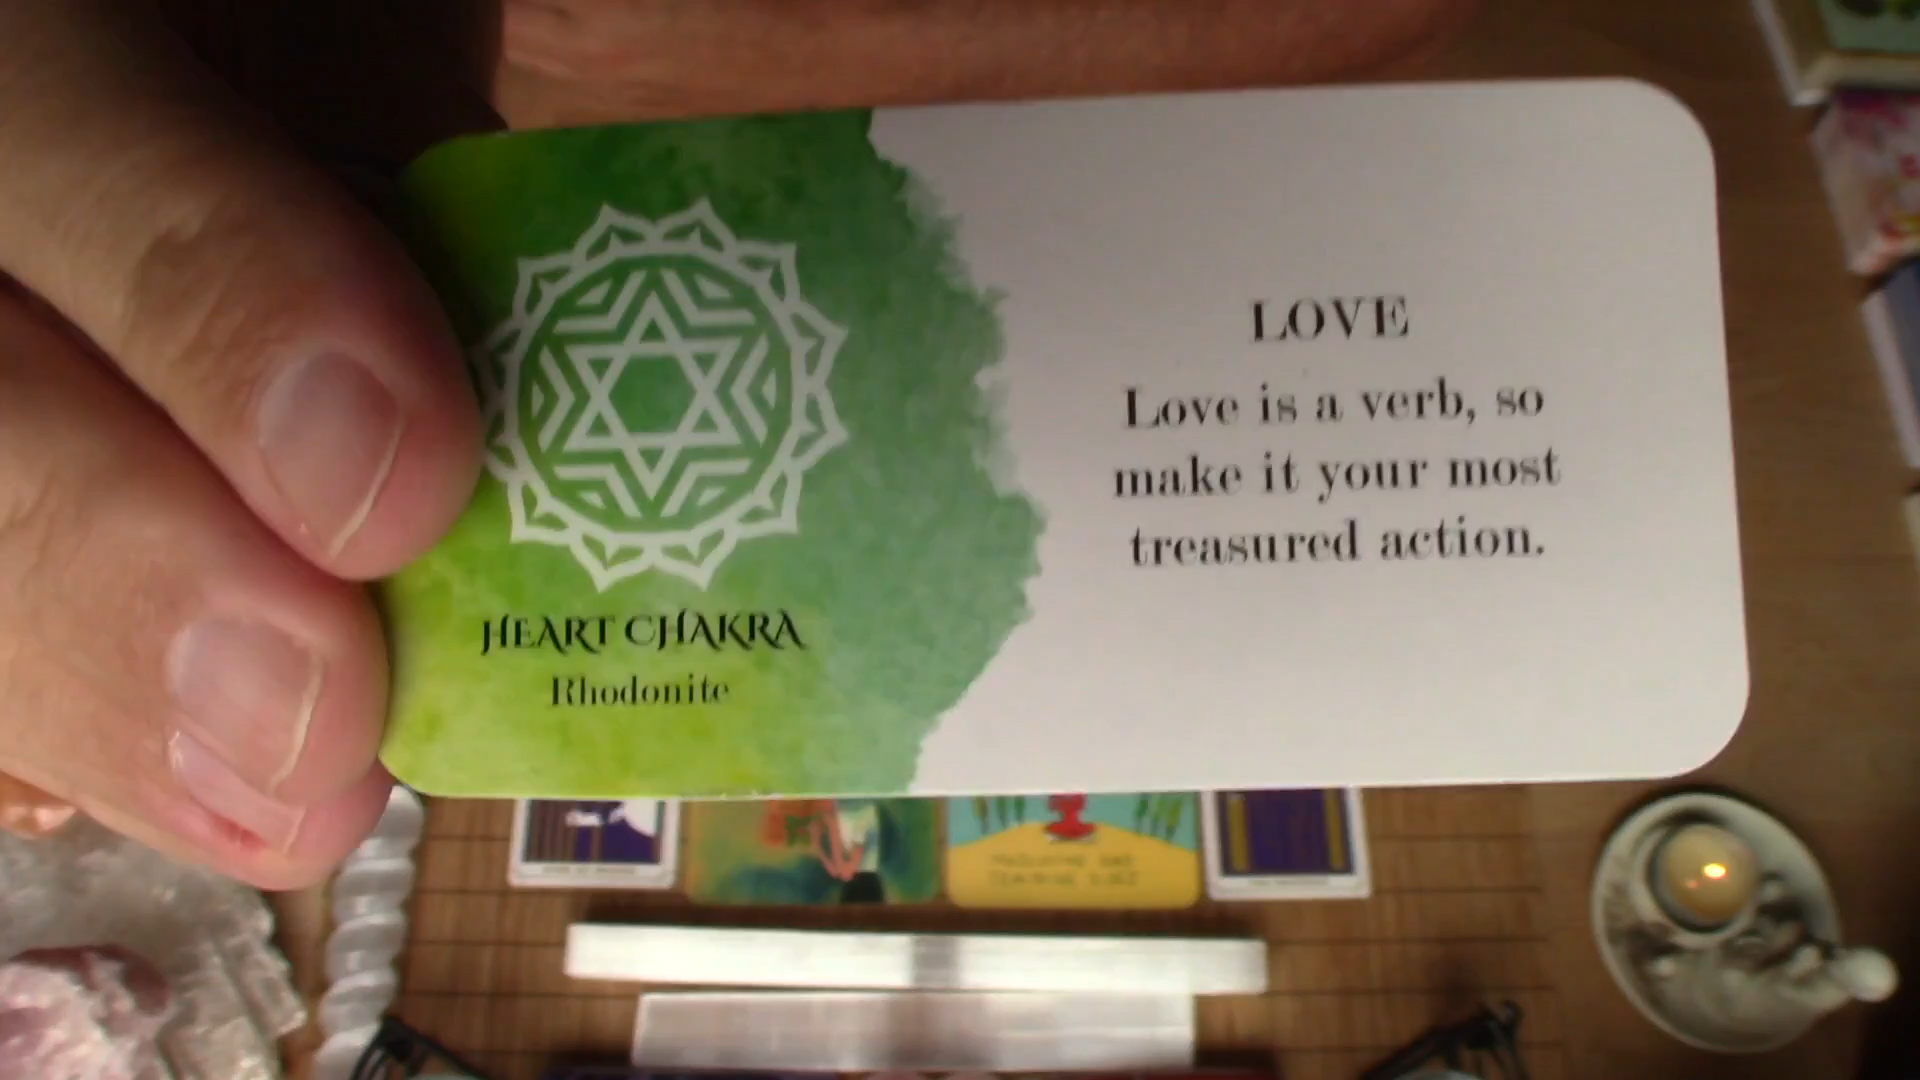 LOVE
Love is a verb, so
make it your most
treasured action.
HEART CHAKRA
Rhodonite